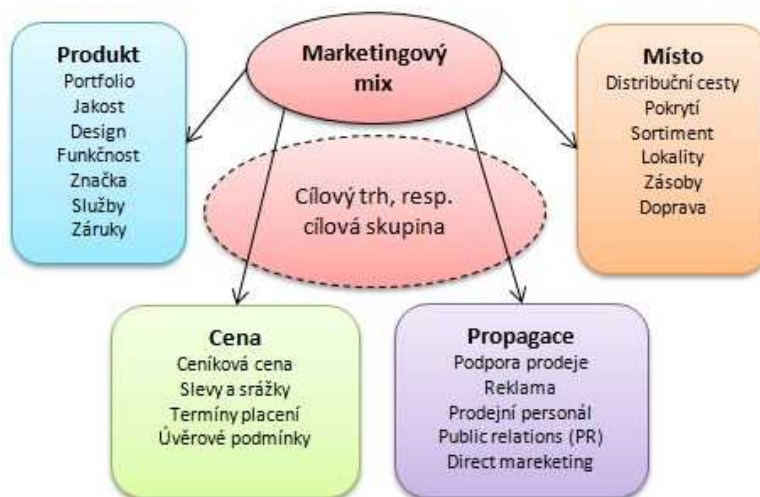 Marketingový
mix
Produkt
Portfolio
Jakost
Design
Funkčnost
Značka
Služby
Záruky
Místo
Distribuční cesty
Pokrytí
Sortiment
Lokality
Zásoby
Doprava
Cílový trh, resp.
cílová skupina
Cena
Ceníková cena
Slevy a srážky
Termíny placení
Úvěrové podmínky
Propagace
Podpora prodeje
Reklama
Prodejní personál
Public relations (PR)
Direct mareketing